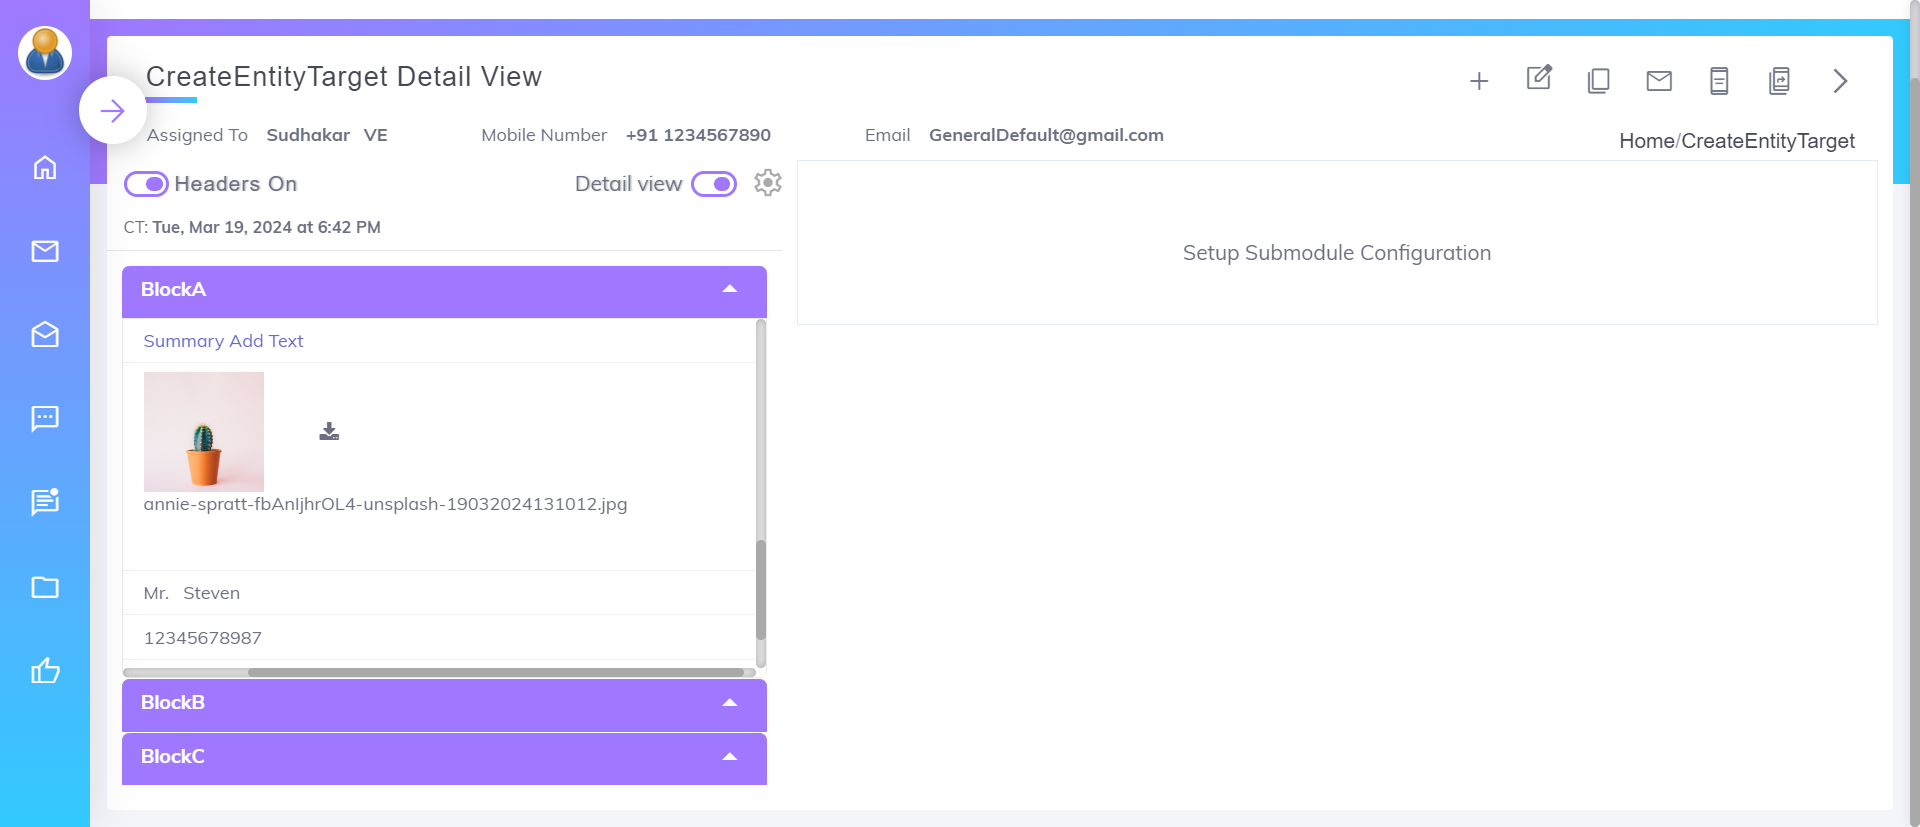 CreateEntityTarget Detail View
Assigned To Sudhakar VE Mobile Number +91 1234567890 Email GeneralDefault@gmail.com
Home/CreateEntityTarget
Headers On Detail view
CT: Tue, Mar 19, 2024 at 6:42 PM
Setup Submodule Configuration
BlockA
Summary Add Text
annie-spratt-fbAnIjhrOL4-unsplash-19032024131012.jpg
Mr. Steven
12345678987
BlockB
BlockC